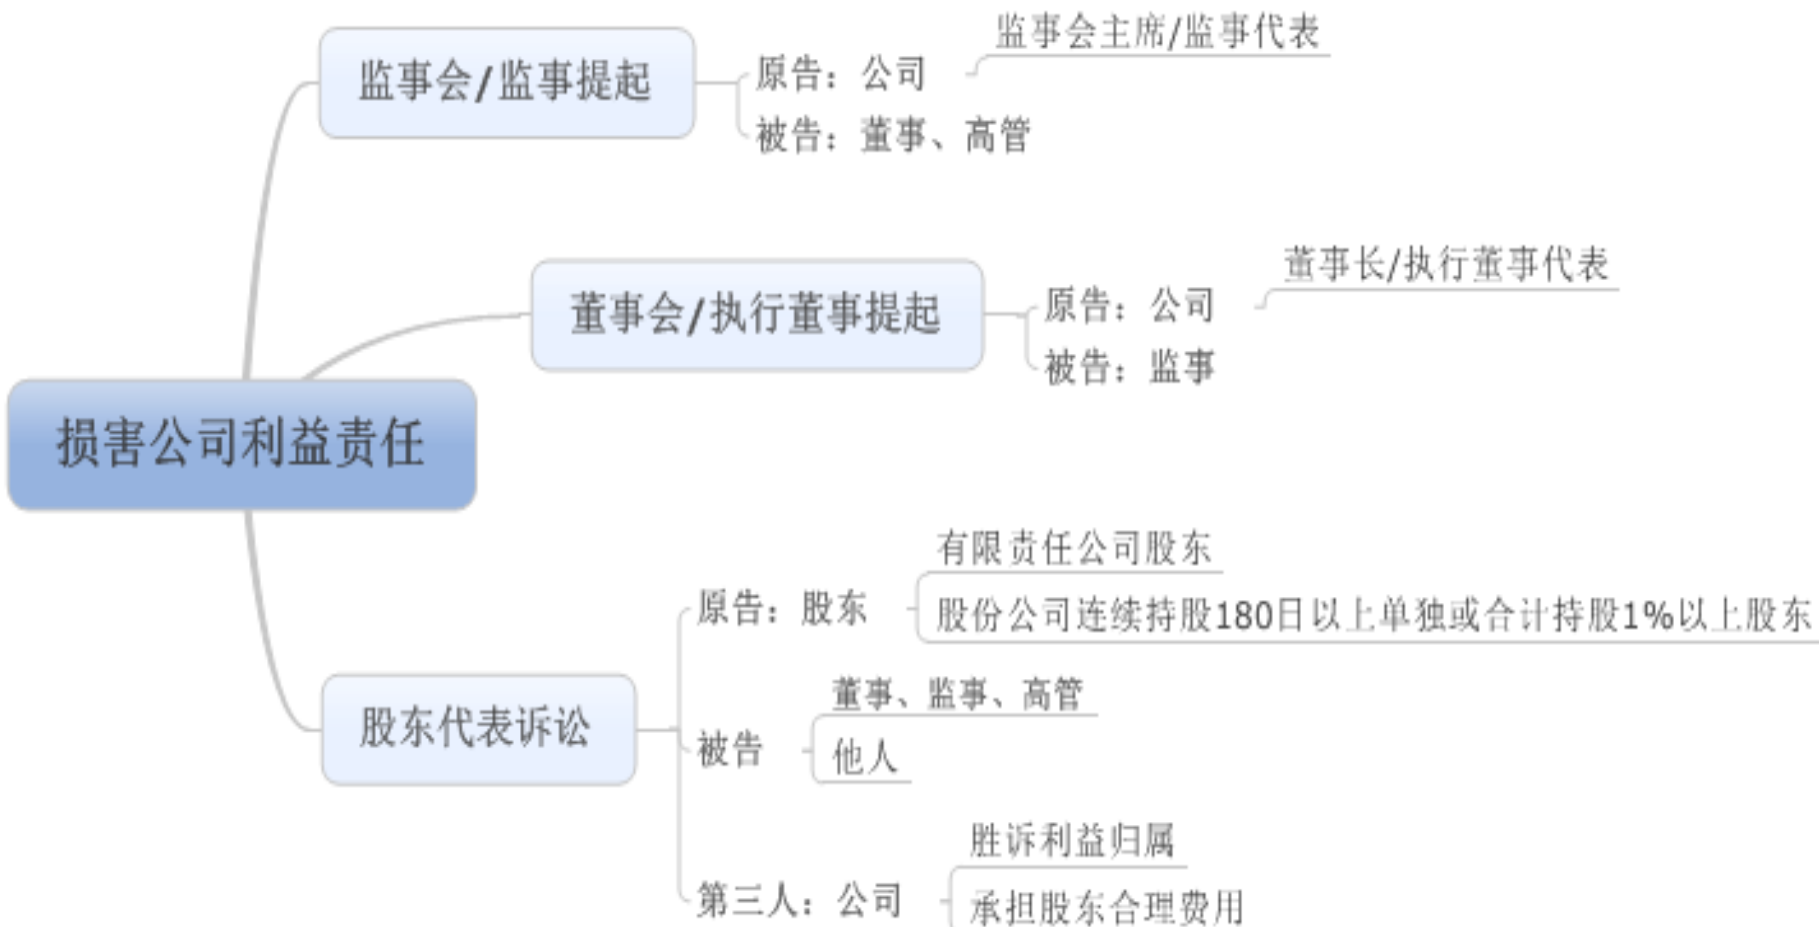 监事会/监事提起
原告：公司
监事会主席/监事代表
被告：董事、高管
董事会/执行董事提起
原告：公司
董事长/执行董事代表
被告：监事
损害公司利益责任
股东代表诉讼
原告：股东
有限责任公司股东
股份公司连续持股180日以上单独或合计持股1%以上股东
被告
董事、监事、高管
他人
第三人：公司
胜诉利益归属
承担股东合理费用